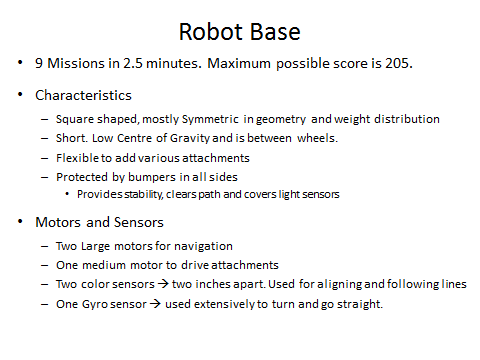 Robot Base
• 9 Missions in 2.5 minutes. Maximum possible score is 205.
• Characteristics
– Square shaped, mostly Symmetric in geometry and weight distribution
– Short. Low Centre of Gravity and is between wheels.
– Flexible to add various attachments
– Protected by bumpers in all sides
• Provides stability, clears path and covers light sensors
• Motors and Sensors
– Two Large motors for navigation
– One medium motor to drive attachments
– Two color sensors → two inches apart. Used for aligning and following lines
– One Gyro sensor → used extensively to turn and go straight.